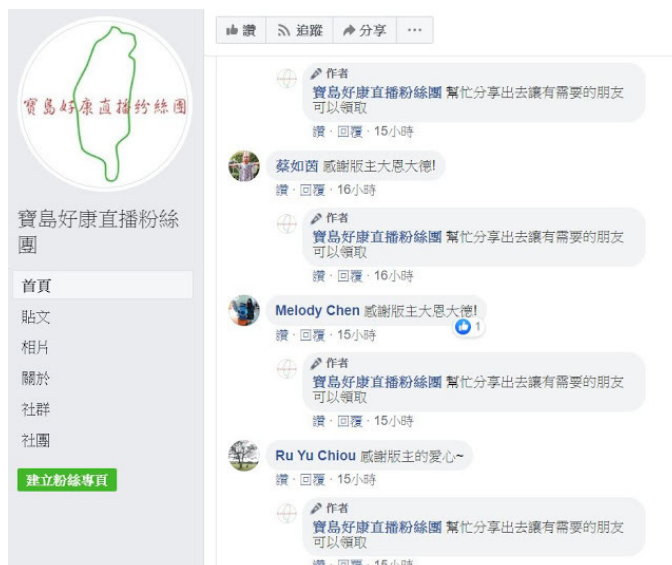 寶島好康直播粉絲團
寶島好康直播粉絲
團
首頁
貼文
相片
關於
社群
社團
建立粉絲專頁
讚
追蹤
分享
...
作者
寶島好康直播粉絲團 幫忙分享出去讓有需要的朋友
可以領取
讚 · 回覆 · 15小時
蔡如茵 感謝版主大恩大德!
讚 · 回覆 · 16小時
作者
寶島好康直播粉絲團 幫忙分享出去讓有需要的朋友
可以領取
讚 · 回覆 · 16小時
Melody Chen 感謝版主大恩大德!
1
讚 · 回覆 · 15小時
作者
寶島好康直播粉絲團 幫忙分享出去讓有需要的朋友
可以領取
讚 · 回覆 · 15小時
Ru Yu Chiou 感謝版主的愛心~
讚 · 回覆 · 15小時
作者
寶島好康直播粉絲團 幫忙分享出去讓有需要的朋友
可以領取
讚 · 回覆 · 15小時